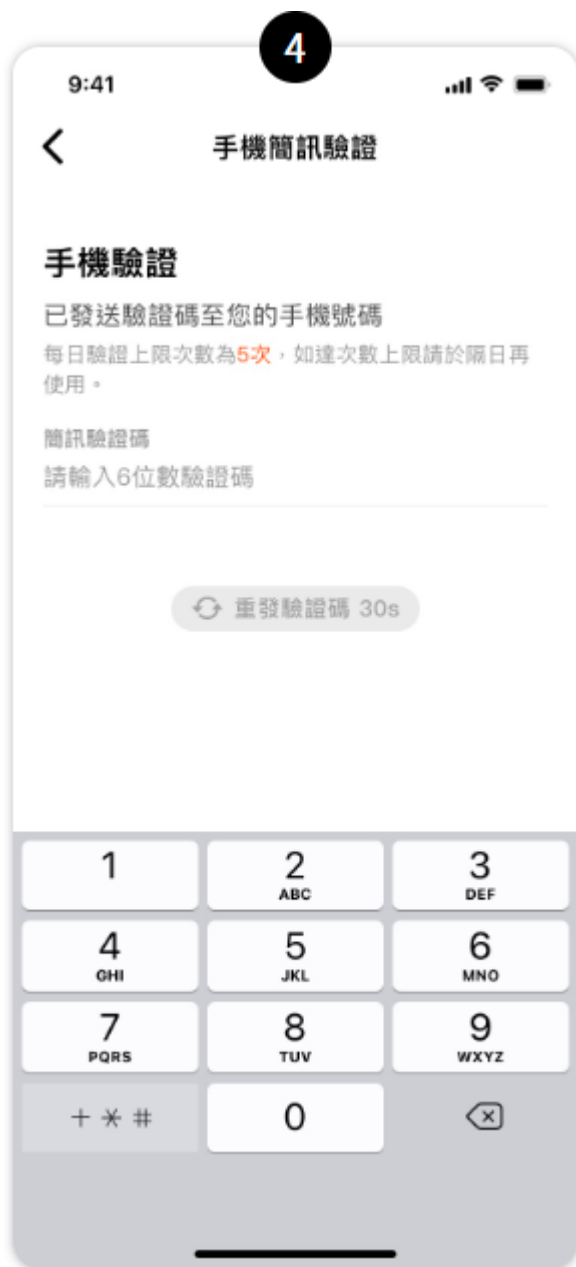 4
9:41
手機簡訊驗證
手機驗證
已發送驗證碼至您的手機號碼
每日驗證上限次數為5次，如達次數上限請於隔日再
使用。
簡訊驗證碼
請輸入6位數驗證碼
重發驗證碼 30s
1 2 3
ABC DEF
4 5 6
GHI JKL MNO
7 8 9
PQRS TUV WXYZ
+ * # 0